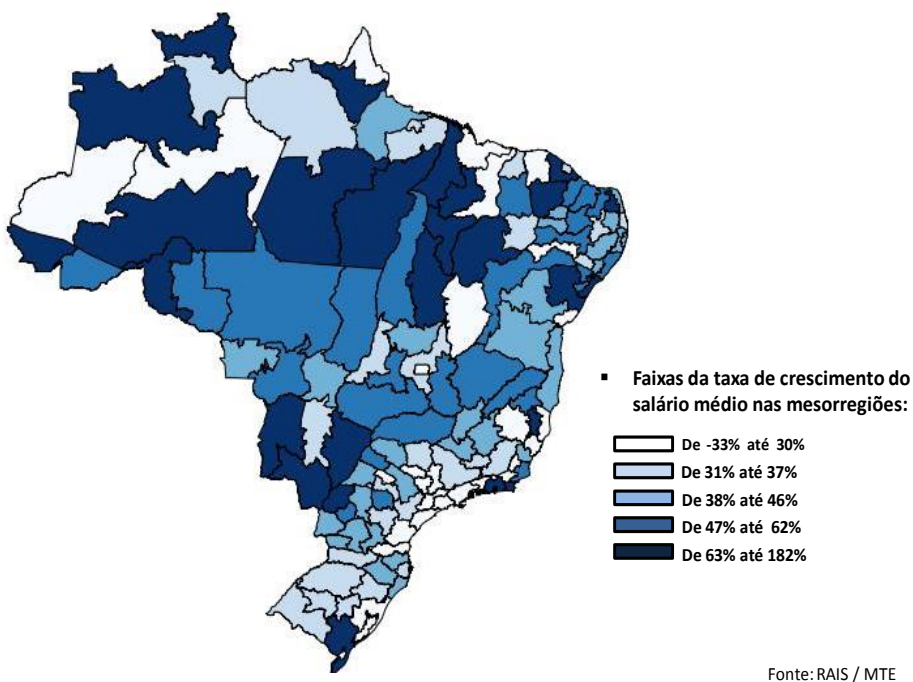 ▪ Faixas da taxa de crescimento do
salário médio nas mesorregiões:
De -33% até 30%
De 31% até 37%
De 38% até 46%
De 47% até 62%
De 63% até 182%
Fonte: RAIS / MTE